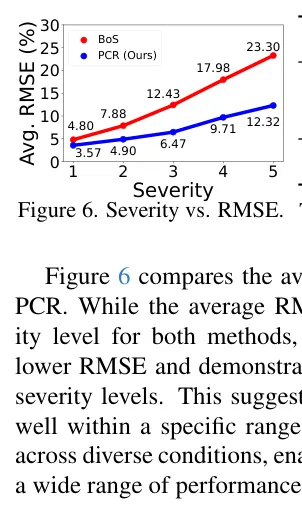 Avg. RMSE (%)
30
25
20
15
10
5
0
BoS
PCR (Ours)
4.80
7.88
12.43
17.98
23.30
3.57
4.90
6.47
9.71
12.32
1 2 3 4 5
Severity
Figure 6. Severity vs. RMSE.
Figure 6 compares the av
PCR. While the average RM
ity level for both methods,
lower RMSE and demonstra
severity levels. This suggest
well within a specific range
across diverse conditions, ena
a wide range of performance